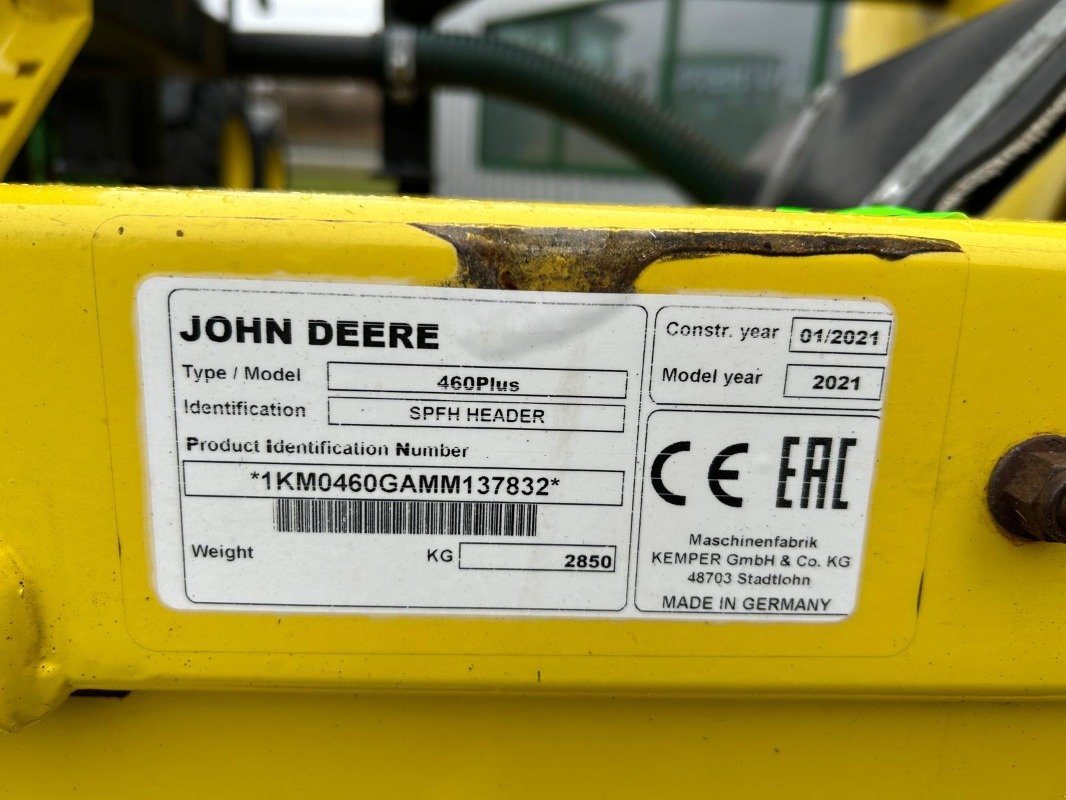 JOHN DEERE
Type / Model 460Plus
Identification SPFH HEADER
Product Identification Number
*1KM0460GAMM137832*
Weight KG 2850
Constr. year 01/2021
Model year 2021
CE EAC
Maschinenfabrik
KEMPER GmbH & Co. KG
48703 Stadtlohn
MADE IN GERMANY